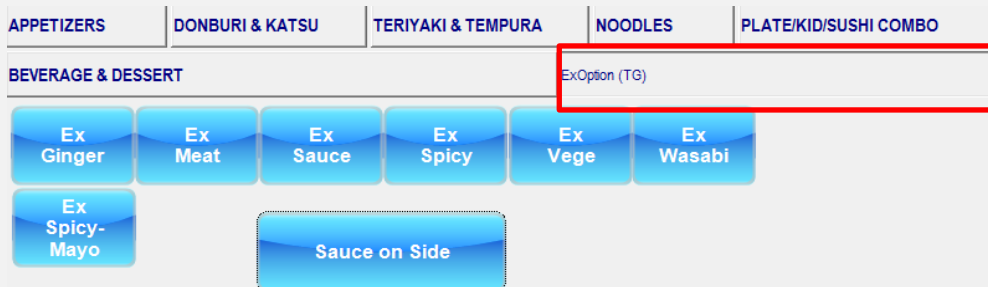 APPETIZERS
DONBURI & KATSU
TERIYAKI & TEMPURA
NOODLES
PLATE/KID/SUSHI COMBO
BEVERAGE & DESSERT
ExOption (TG)
Ex
Ginger
Ex
Meat
Ex
Sauce
Ex
Spicy
Ex
Vege
Ex
Wasabi
Ex
Spicy-
Mayo
Sauce on Side